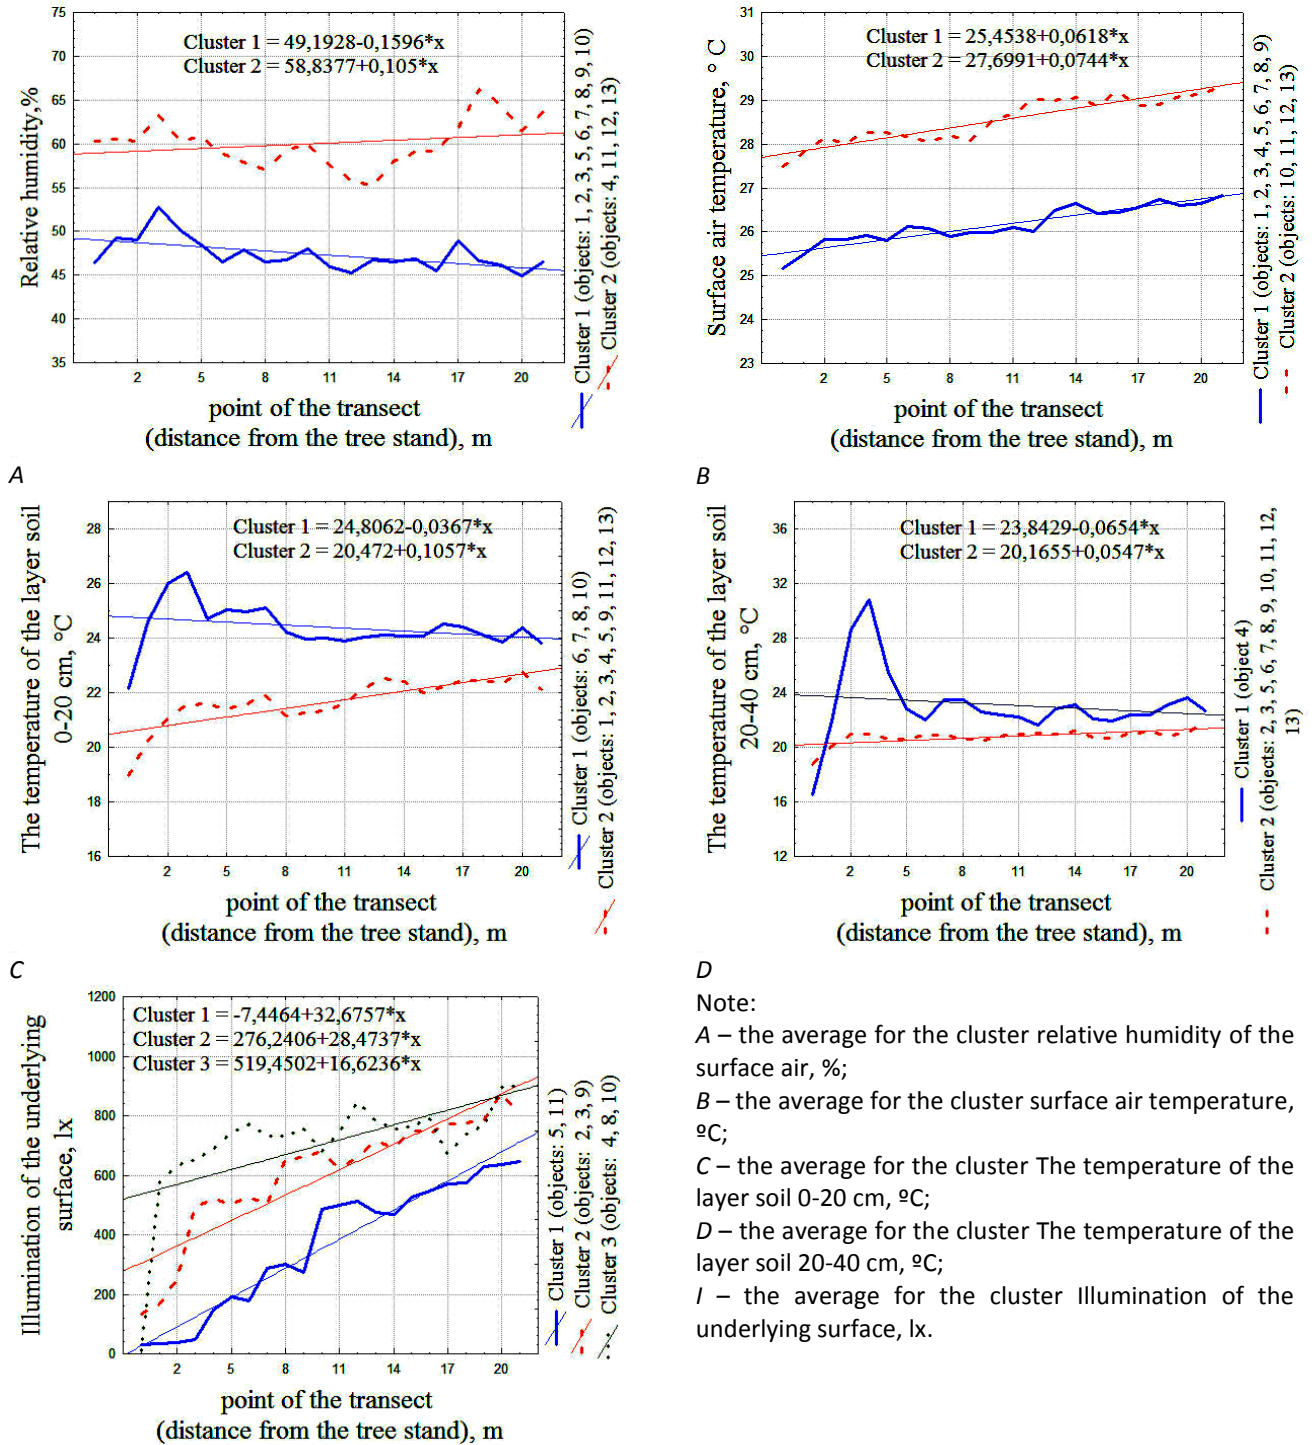 75
70
65
60
55
50
45
40
35
Relative humidity,%
Cluster 1 = 49,1928-0,1596*x
Cluster 2 = 58,8377+0,105*x
2 5 8 11 14 17 20
point of the transect
(distance from the tree stand), m
Cluster 1 (objects: 1, 2, 3, 5, 6, 7, 8, 9, 10)
Cluster 2 (objects: 4, 11, 12, 13)
31
30
29
28
27
26
25
24
23
Surface air temperature, ° C
Cluster 1 = 25,4538+0,0618*x
Cluster 2 = 27,6991+0,0744*x
2 5 8 11 14 17 20
point of the transect
(distance from the tree stand), m
Cluster 1 (objects: 1, 2, 3, 4, 5, 6, 7, 8, 9)
Cluster 2 (objects: 10, 11, 12, 13)
A
B
28
26
24
22
20
18
16
The temperature of the layer soil
0-20 cm, °C
Cluster 1 = 24,8062-0,0367*x
Cluster 2 = 20,472+0,1057*x
2 5 8 11 14 17 20
point of the transect
(distance from the tree stand), m
Cluster 1 (objects: 6, 7, 8, 10)
Cluster 2 (objects: 1, 2, 3, 4, 5, 9, 11, 12, 13)
36
32
28
24
20
16
12
The temperature of the layer soil
20-40 cm, °C
Cluster 1 = 23,8429-0,0654*x
Cluster 2 = 20,1655+0,0547*x
2 5 8 11 14 17 20
point of the transect
(distance from the tree stand), m
Cluster 1 (object 4)
Cluster 2 (objects: 2, 3, 5, 6, 7, 8, 9, 10, 11, 12,
13)
C
D
1200
1000
800
600
400
200
0
Illumination of the underlying
surface, lx
Cluster 1 = -7,4464+32,6757*x
Cluster 2 = 276,2406+28,4737*x
Cluster 3 = 519,4502+16,6236*x
2 5 8 11 14 17 20
point of the transect
(distance from the tree stand), m
Cluster 1 (objects: 5, 11)
Cluster 2 (objects: 2, 3, 9)
Cluster 3 (objects: 4, 8, 10)
Note:
A – the average for the cluster relative humidity of the
surface air, %;
B – the average for the cluster surface air temperature,
ºC;
C – the average for the cluster The temperature of the
layer soil 0-20 cm, ºC;
D – the average for the cluster The temperature of the
layer soil 20-40 cm, ºC;
I – the average for the cluster Illumination of the
underlying surface, lx.